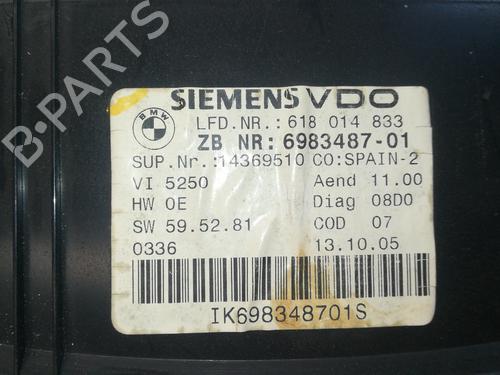 B-PARTS
BMW
SIEMENS VDO
LFD.NR.: 618 014 833
ZB NR: 6983487-01
SUP.Nr.:14369510 CO:SPAIN-2
VI 5250 Aend 11.00
HW 0E Diag 08D0
SW 59.52.81 COD 07
0336 13.10.05
IK698348701S